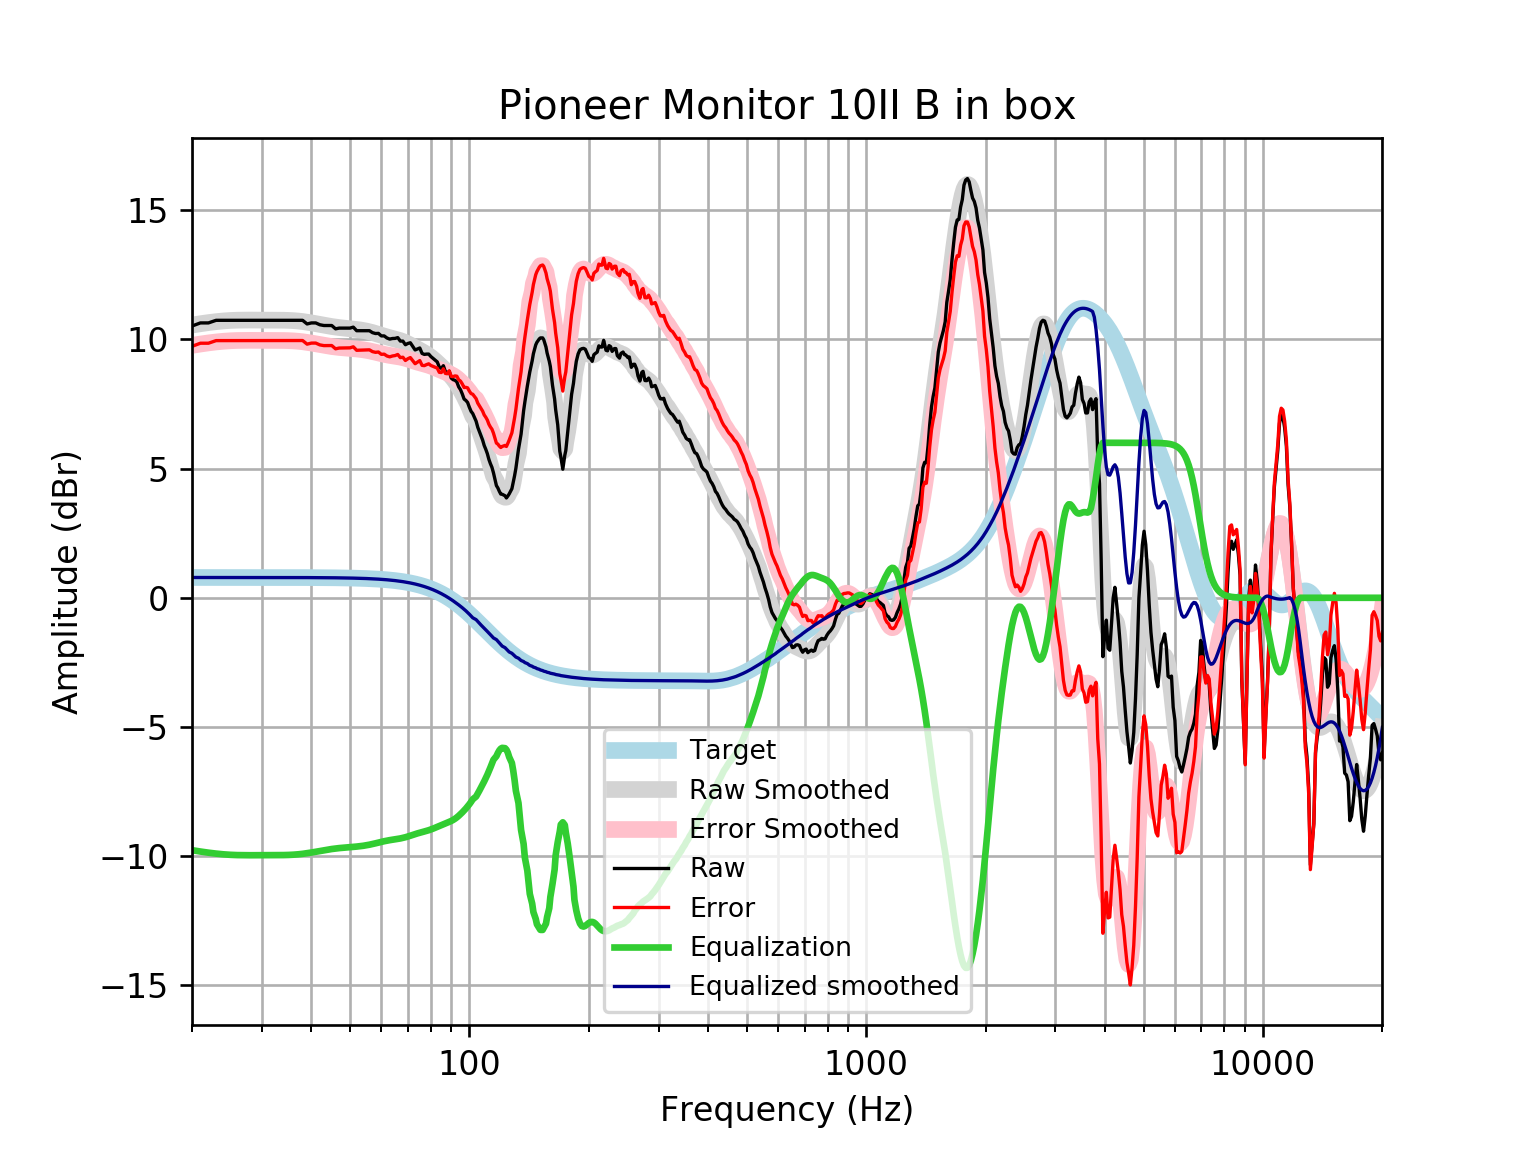 Pioneer Monitor 10II B in box
Amplitude (dBr)
15
10
5
0
−5
−10
−15
Target
Raw Smoothed
Error Smoothed
Raw
Error
Equalization
Equalized smoothed
100
1000
10000
Frequency (Hz)